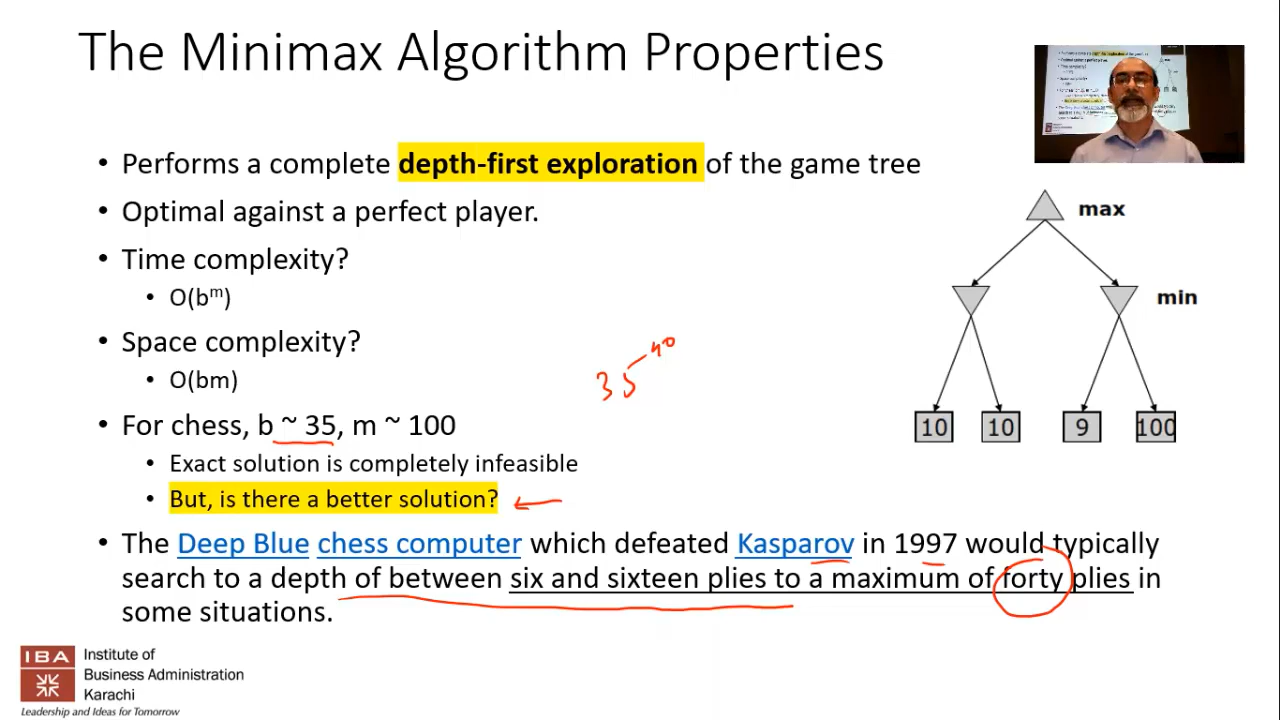 The Minimax Algorithm Properties
• Performs a complete depth-first exploration of the game tree
• Optimal against a perfect player.
• Time complexity?
• O(bᵐ)
• Space complexity?
• O(bm)
• For chess, b ~ 35, m ~ 100
• Exact solution is completely infeasible
• But, is there a better solution?
• The Deep Blue chess computer which defeated Kasparov in 1997 would typically
search to a depth of between six and sixteen plies to a maximum of forty plies in
some situations.
35⁴⁰
max
min
10 10 9 100
IBA
Institute of
Business Administration
Karachi
Leadership and Ideas for Tomorrow